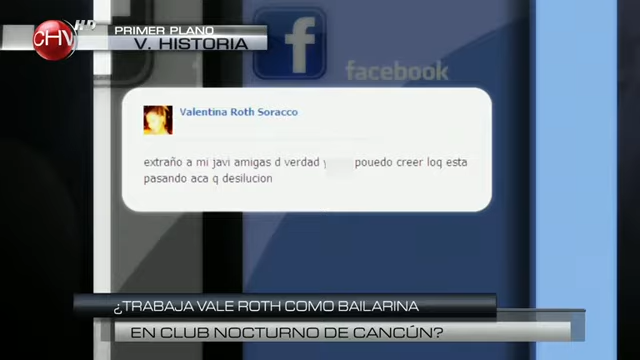 CHV
HD
PRIMER PLANO
V. HISTORIA
f
facebook
Valentina Roth Soracco
extraño a mi javi amigas d verdad y pouedo creer loq esta
pasando aca q desilucion
¿TRABAJA VALE ROTH COMO BAILARINA
EN CLUB NOCTURNO DE CANCÚN?